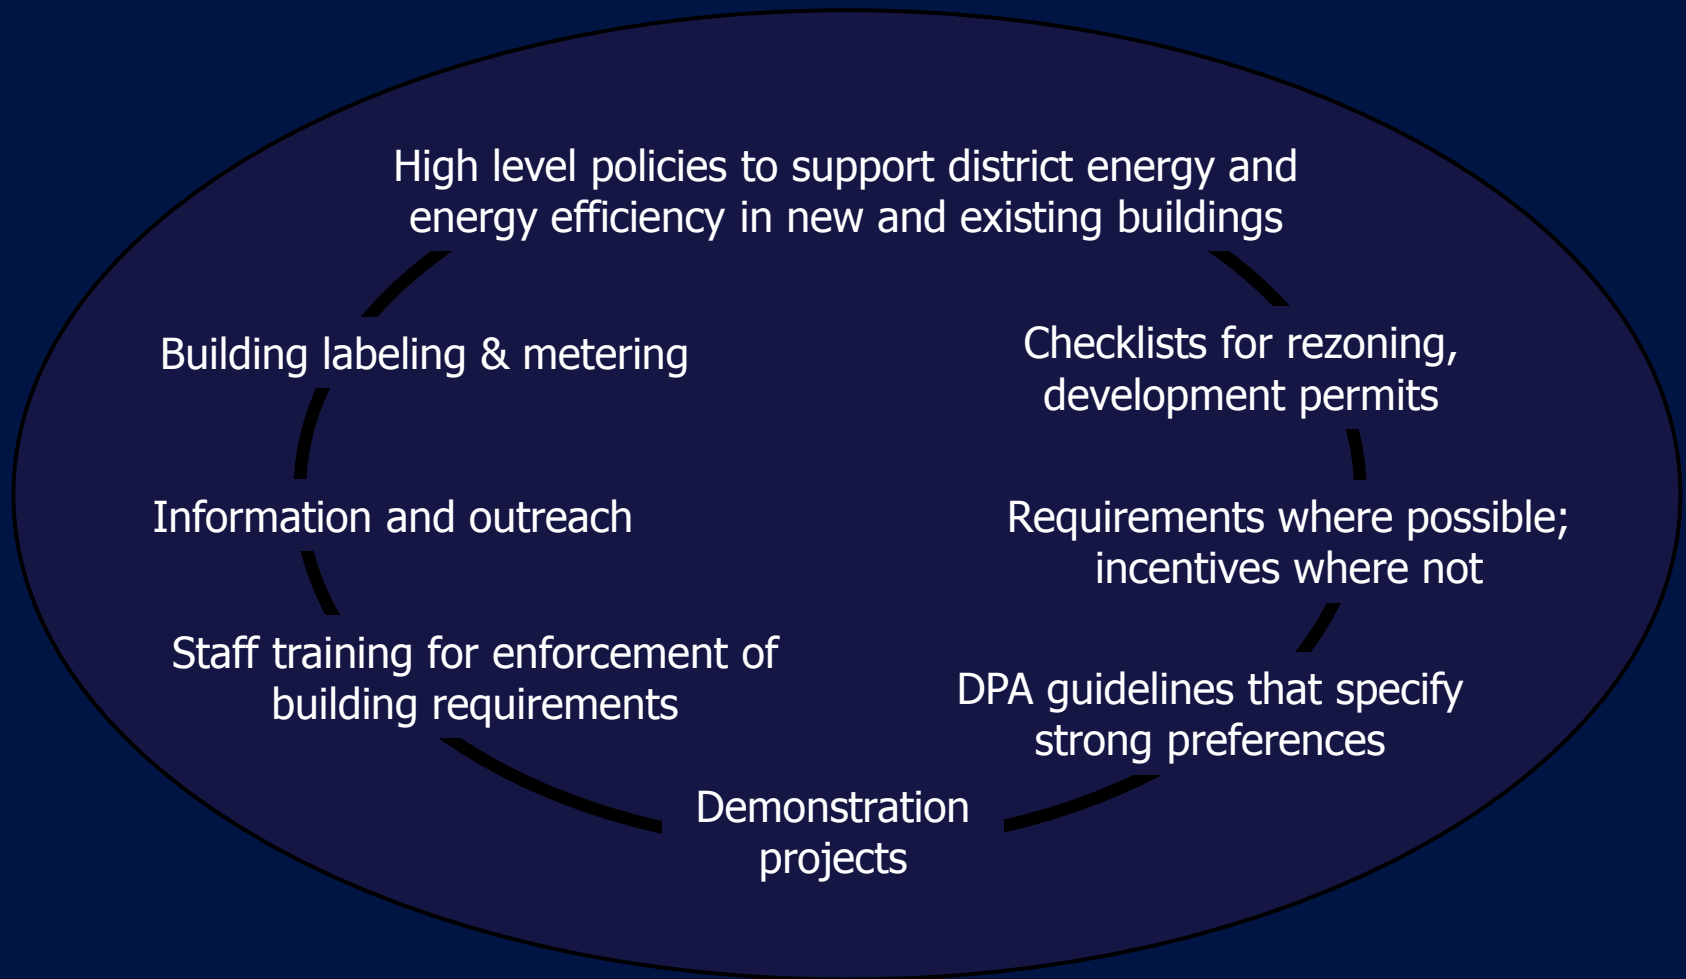 High level policies to support district energy and
energy efficiency in new and existing buildings
Building labeling & metering
Checklists for rezoning,
development permits
Information and outreach
Requirements where possible;
incentives where not
Staff training for enforcement of
building requirements
DPA guidelines that specify
strong preferences
Demonstration
projects